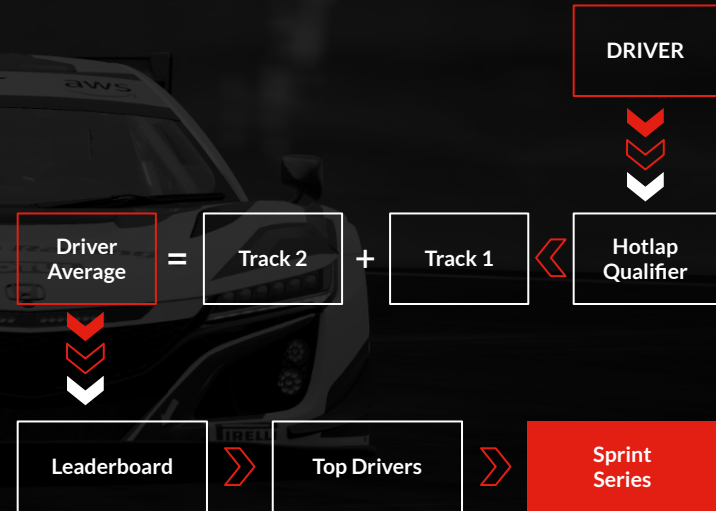 DRIVER
aws
Driver
Average
=
Track 2
+
Track 1
Hotlap
Qualifier
Leaderboard
PIRELLI
Top Drivers
Sprint
Series